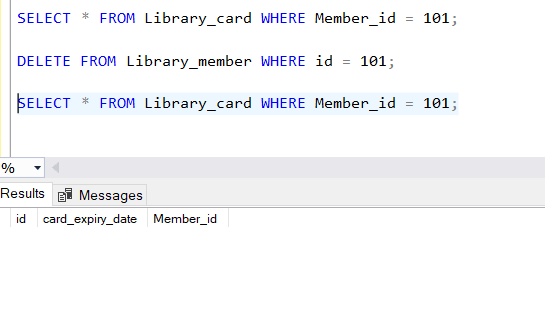 SELECT * FROM Library_card WHERE Member_id = 101;
DELETE FROM Library_member WHERE id = 101;
SELECT * FROM Library_card WHERE Member_id = 101;
%
Results Messages
id card_expiry_date Member_id